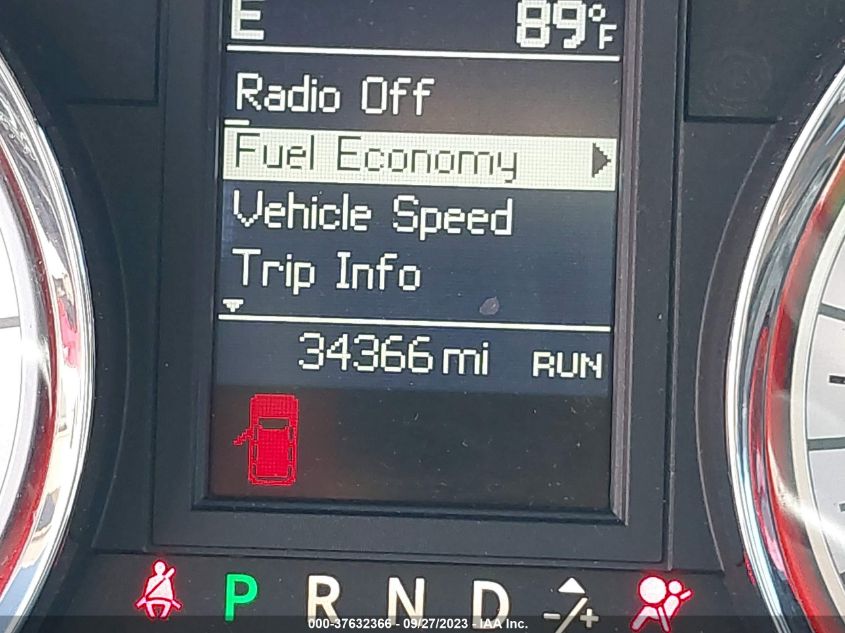 E 89°F
Radio Off
Fuel Economy
Vehicle Speed
Trip Info
34366 mi RUN
P R N D -/+
000-37632366 - 09/27/2023 - IAA Inc.